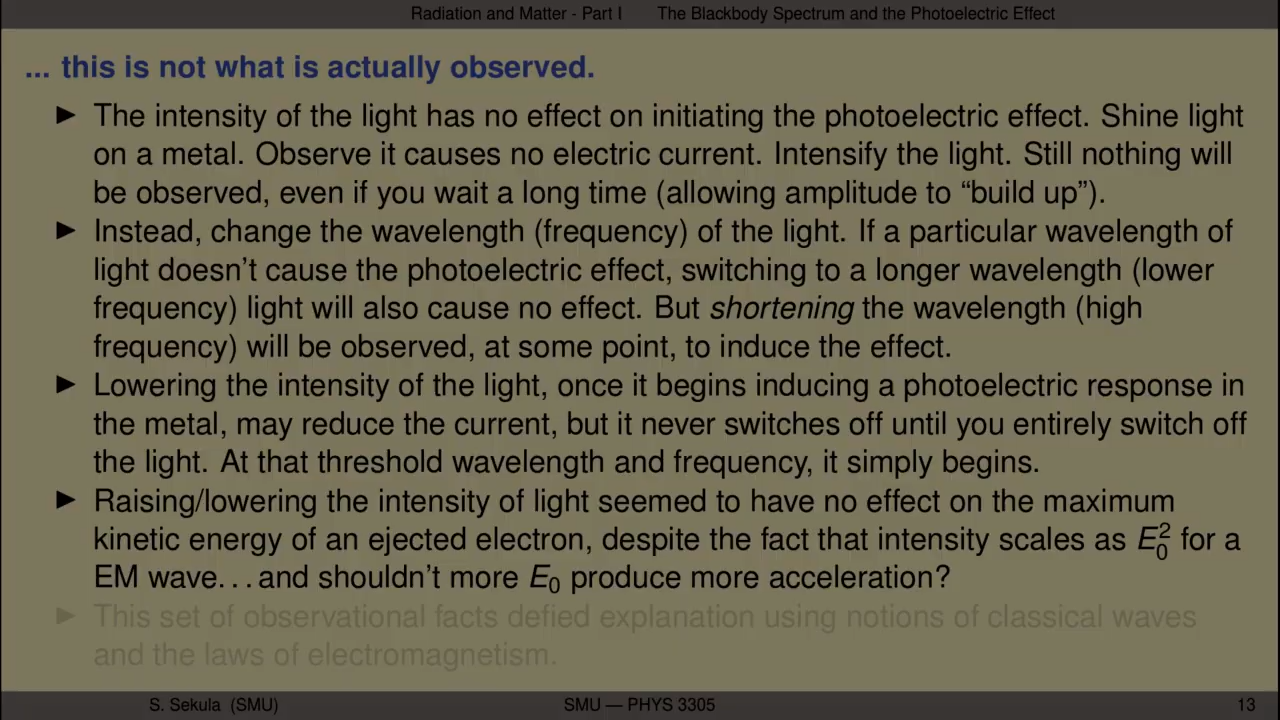 Radiation and Matter - Part I The Blackbody Spectrum and the Photoelectric Effect
... this is not what is actually observed.
▶ The intensity of the light has no effect on initiating the photoelectric effect. Shine light
on a metal. Observe it causes no electric current. Intensify the light. Still nothing will
be observed, even if you wait a long time (allowing amplitude to “build up”).
▶ Instead, change the wavelength (frequency) of the light. If a particular wavelength of
light doesn’t cause the photoelectric effect, switching to a longer wavelength (lower
frequency) light will also cause no effect. But shortening the wavelength (high
frequency) will be observed, at some point, to induce the effect.
▶ Lowering the intensity of the light, once it begins inducing a photoelectric response in
the metal, may reduce the current, but it never switches off until you entirely switch off
the light. At that threshold wavelength and frequency, it simply begins.
▶ Raising/lowering the intensity of light seemed to have no effect on the maximum
kinetic energy of an ejected electron, despite the fact that intensity scales as E₀² for a
EM wave. . . and shouldn’t more E₀ produce more acceleration?
▶ This set of observational facts defied explanation using notions of classical waves
and the laws of electromagnetism.
S. Sekula (SMU) SMU — PHYS 3305 13